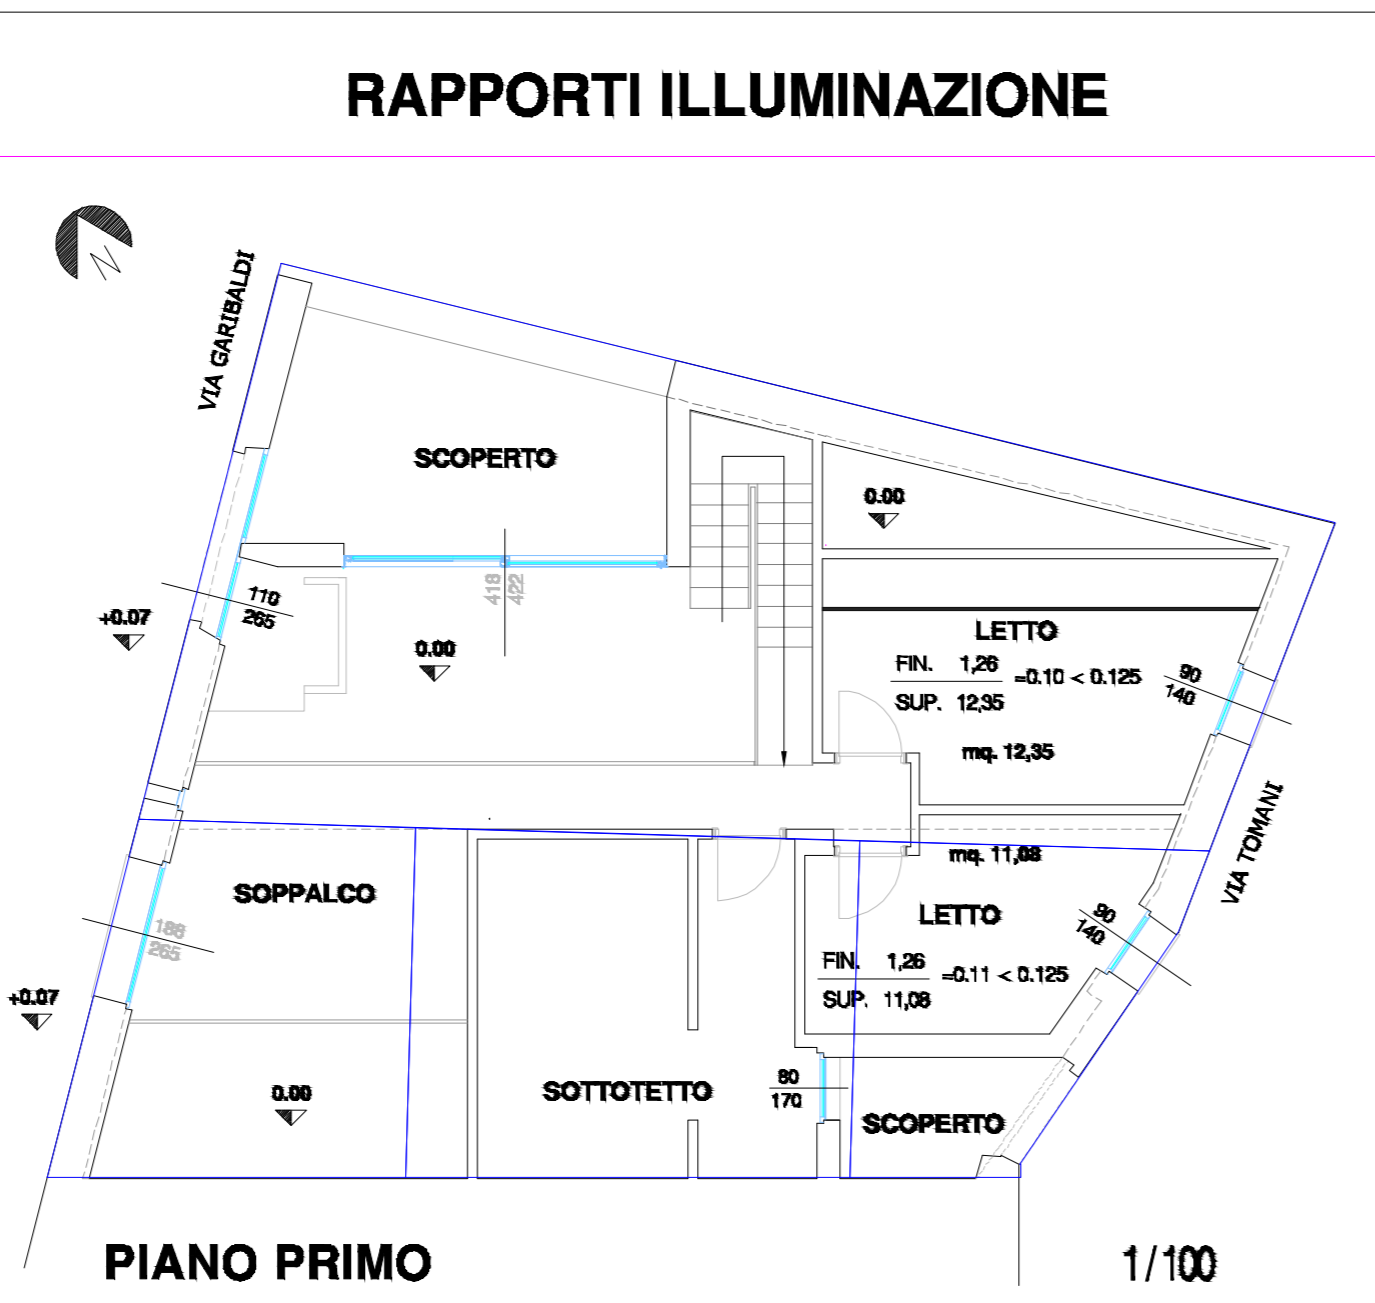 RAPPORTI ILLUMINAZIONE
N
VIA GARIBALDI
SCOPERTO
0.00
418
422
110
265
+0.07
0.00
LETTO
FIN. 1,26
=0.10 < 0.125
SUP. 12,35
mq. 12,35
90
140
VIA TOMANI
mq. 11,08
LETTO
FIN. 1,26
=0.11 < 0.125
SUP. 11,08
90
140
SOPPALCO
186
265
+0.07
0.00
SOTTOTETTO
80
170
SCOPERTO
PIANO PRIMO
1/100